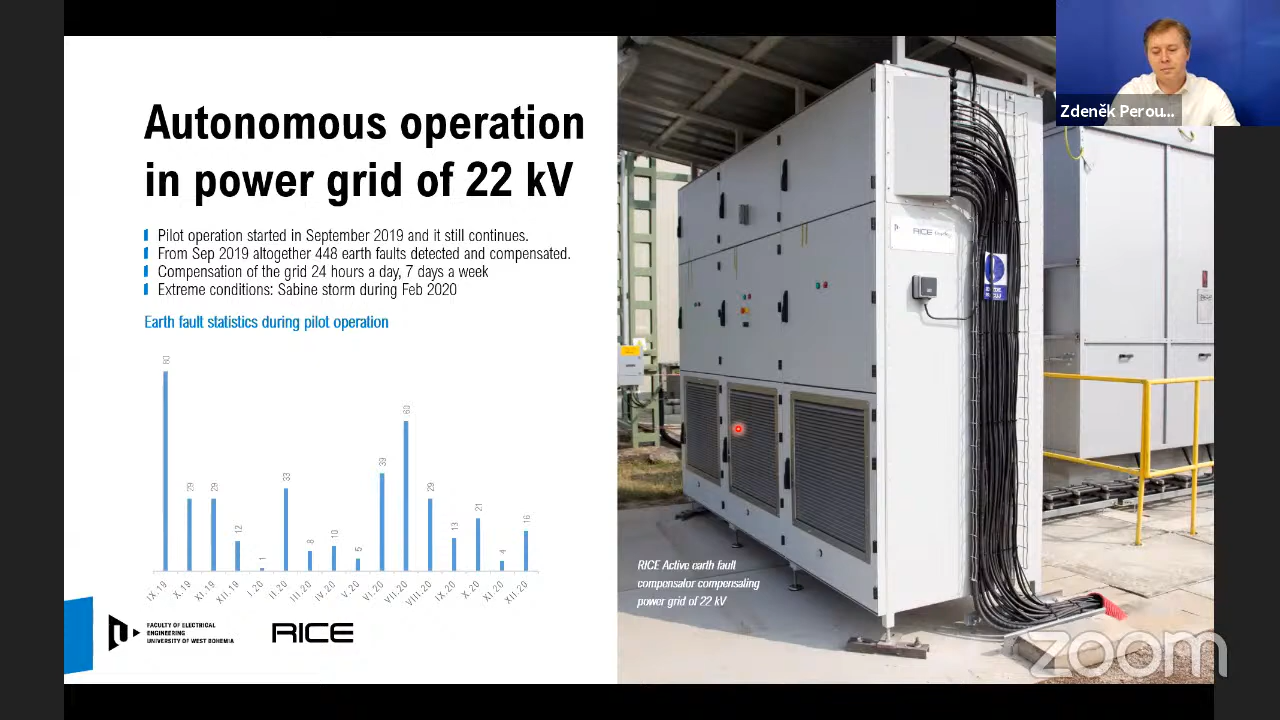 Zdeněk Perou...
Autonomous operation
in power grid of 22 kV
Pilot operation started in September 2019 and it still continues.
From Sep 2019 altogether 448 earth faults detected and compensated.
Compensation of the grid 24 hours a day, 7 days a week
Extreme conditions: Sabine storm during Feb 2020
Earth fault statistics during pilot operation
80
29
29
12
1
33
8
10
5
39
60
29
13
21
4
16
IX.19
X.19
XI.19
XII.19
I.20
II.20
III.20
IV.20
V.20
VI.20
VII.20
VIII.20
IX.20
X.20
XI.20
XII.20
FACULTY OF ELECTRICAL
ENGINEERING
UNIVERSITY OF WEST BOHEMIA
RICE
RICE
RICE Active earth fault
compensator compensating
power grid of 22 kV
zoom